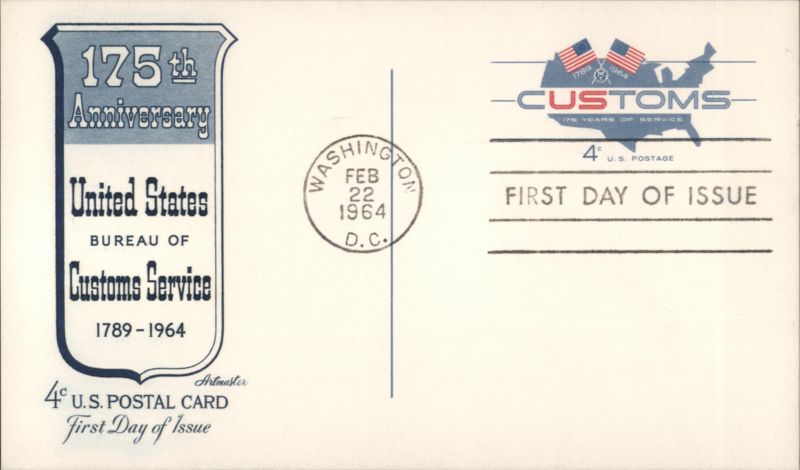 175th
Anniversary
United States
BUREAU OF
Customs Service
1789-1964
Artmaster
4c U.S. POSTAL CARD
First Day of Issue
WASHINGTON
FEB
22
1964
D.C.
1789 1964
CUSTOMS
175 YEARS OF SERVICE
4c U.S. POSTAGE
FIRST DAY OF ISSUE